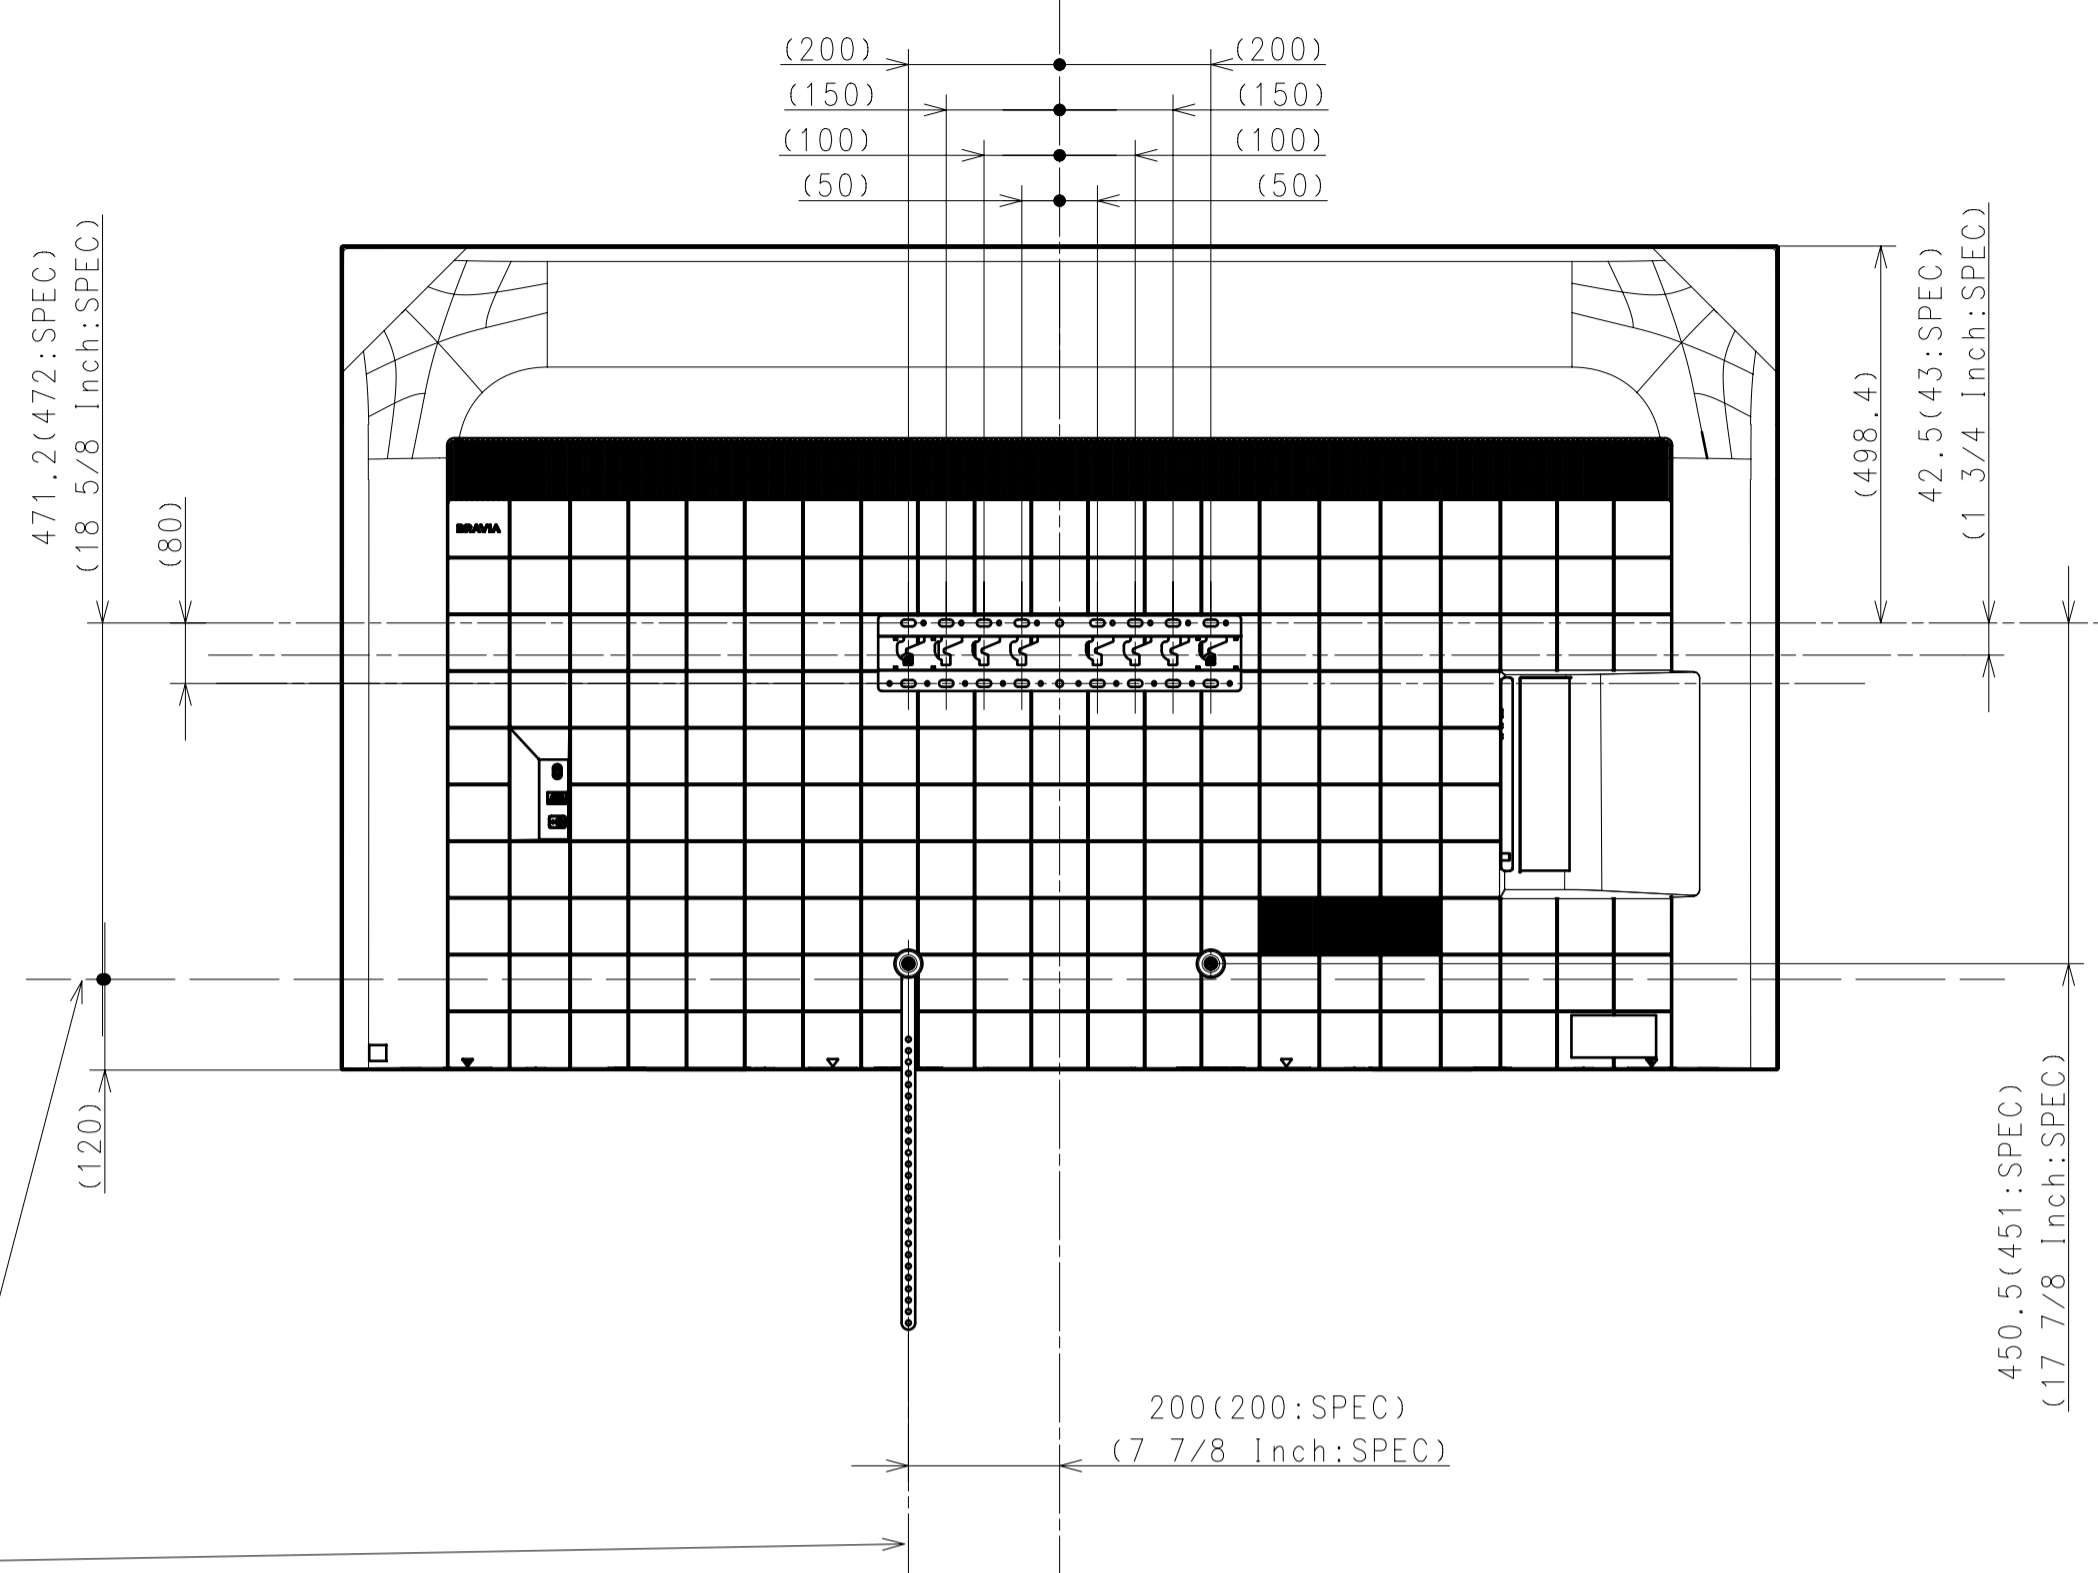 (200) (200)
(150) (150)
(100) (100)
(50) (50)
471.2(472:SPEC)
(18 5/8 Inch:SPEC)
(80)
(498.4)
42.5(43:SPEC)
(1 3/4 Inch:SPEC)
BRAVIA
(120)
450.5(451:SPEC)
(17 7/8 Inch:SPEC)
200(200:SPEC)
(7 7/8 Inch:SPEC)